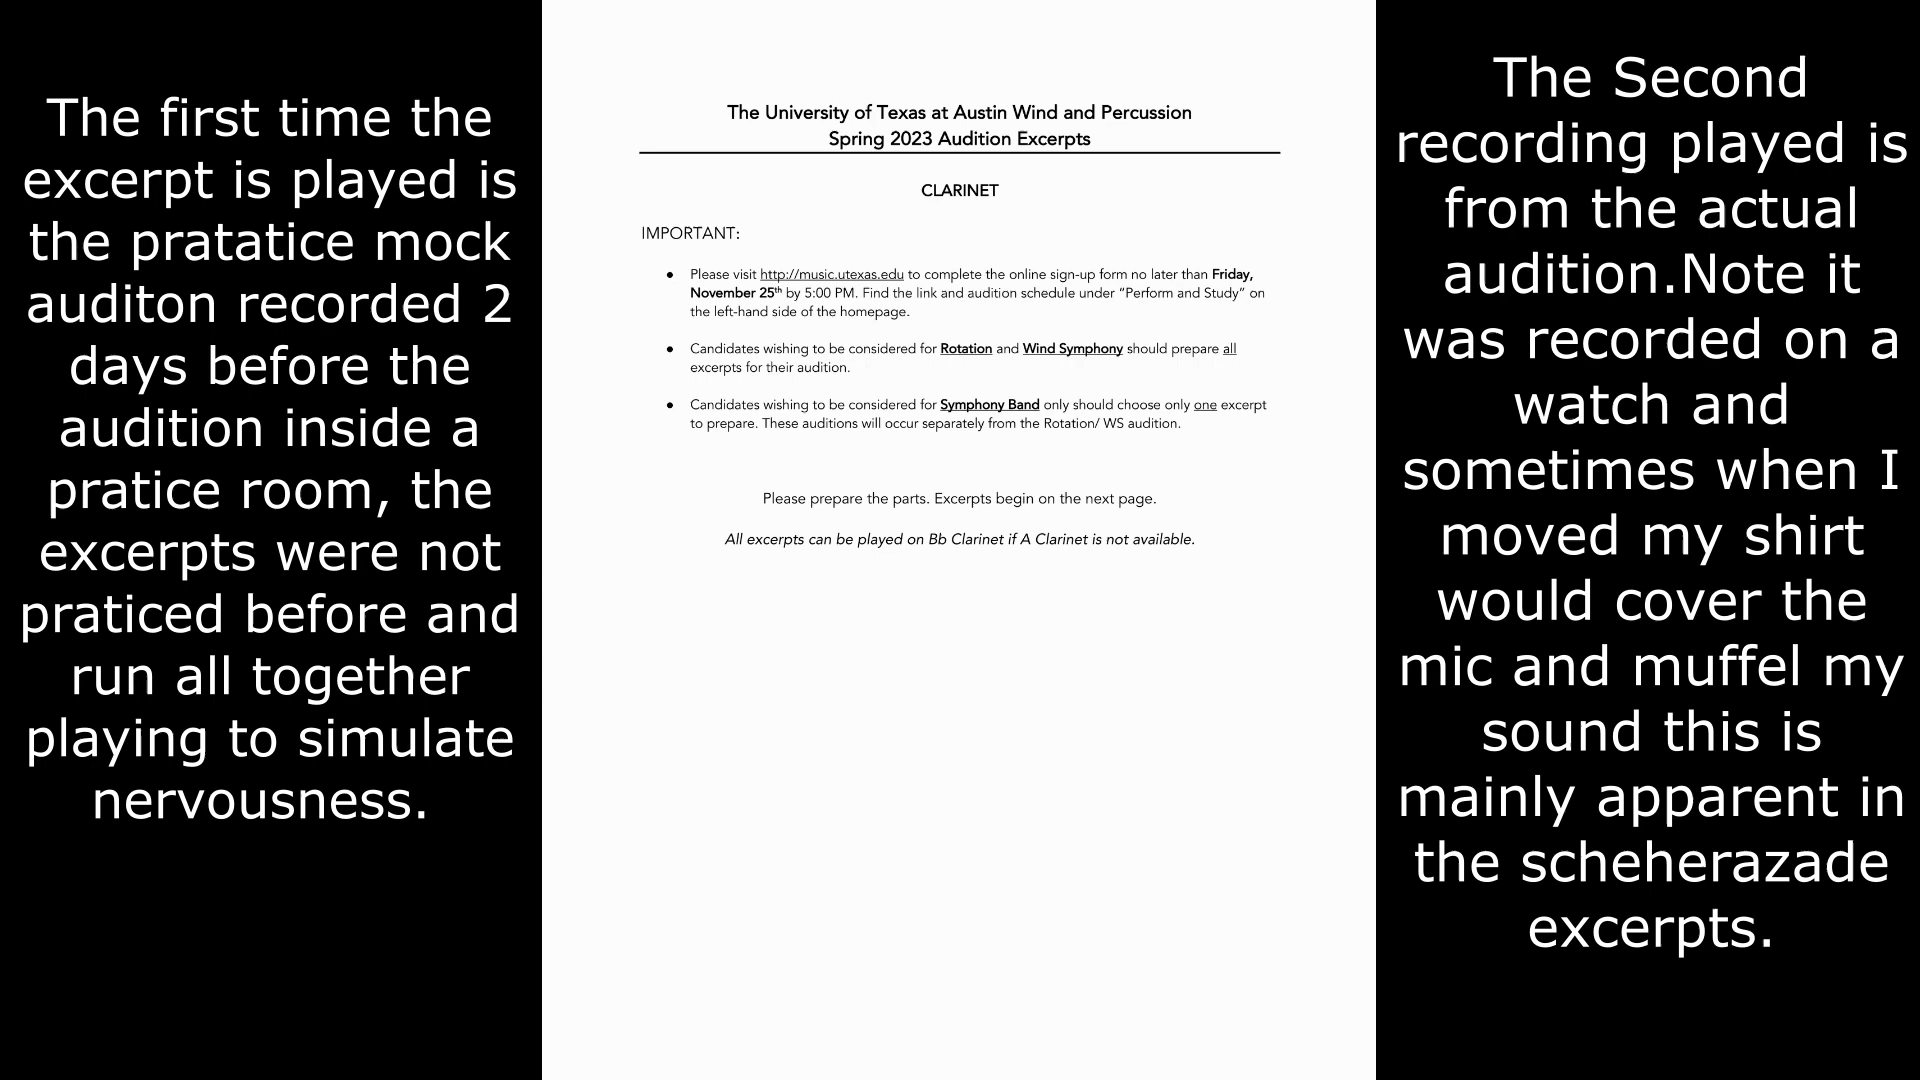 The first time the
excerpt is played is
the pratatice mock
auditon recorded 2
days before the
audition inside a
pratice room, the
excerpts were not
praticed before and
run all together
playing to simulate
nervousness.
The University of Texas at Austin Wind and Percussion
Spring 2023 Audition Excerpts
CLARINET
IMPORTANT:
● Please visit http://music.utexas.edu to complete the online sign-up form no later than Friday,
November 25th by 5:00 PM. Find the link and audition schedule under “Perform and Study” on
the left-hand side of the homepage.
● Candidates wishing to be considered for Rotation and Wind Symphony should prepare all
excerpts for their audition.
● Candidates wishing to be considered for Symphony Band only should choose only one excerpt
to prepare. These auditions will occur separately from the Rotation/ WS audition.
Please prepare the parts. Excerpts begin on the next page.
All excerpts can be played on Bb Clarinet if A Clarinet is not available.
The Second
recording played is
from the actual
audition.Note it
was recorded on a
watch and
sometimes when I
moved my shirt
would cover the
mic and muffel my
sound this is
mainly apparent in
the scheherazade
excerpts.